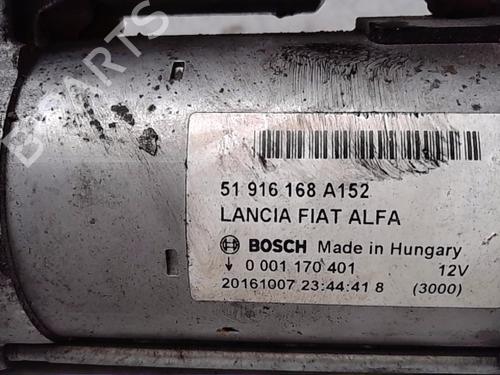 B-PARTS
51 916 168 A152
LANCIA FIAT ALFA
BOSCH Made in Hungary
↓ 0 001 170 401 12V
20161007 23:44:41 8 (3000)